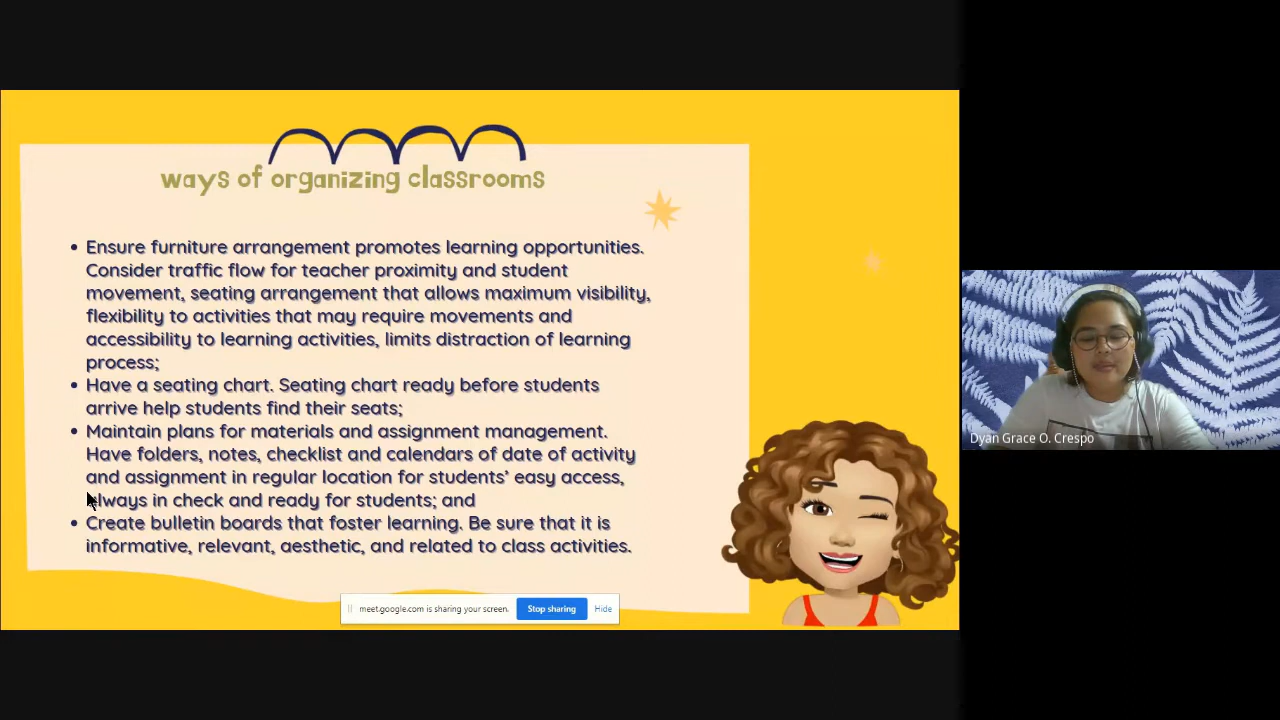 ways of organizing classrooms
• Ensure furniture arrangement promotes learning opportunities.
Consider traffic flow for teacher proximity and student
movement, seating arrangement that allows maximum visibility,
flexibility to activities that may require movements and
accessibility to learning activities, limits distraction of learning
process;
• Have a seating chart. Seating chart ready before students
arrive help students find their seats;
• Maintain plans for materials and assignment management.
Have folders, notes, checklist and calendars of date of activity
and assignment in regular location for students’ easy access,
always in check and ready for students; and
• Create bulletin boards that foster learning. Be sure that it is
informative, relevant, aesthetic, and related to class activities.
meet.google.com is sharing your screen. Stop sharing Hide
Dyan Grace O. Crespo